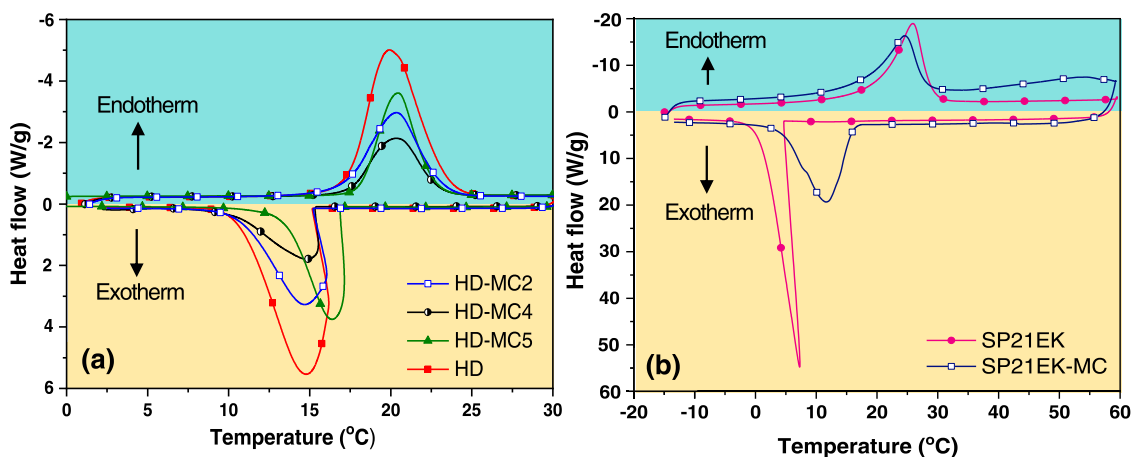 -6
-4
-2
0
2
4
6
Heat flow (W/g)
Endotherm
Exotherm
HD-MC2
HD-MC4
HD-MC5
HD
(a)
0 5 10 15 20 25 30
Temperature (°C)
-20
-10
0
10
20
30
40
50
60
Heat flow (W/g)
Endotherm
Exotherm
SP21EK
SP21EK-MC
(b)
-20 -10 0 10 20 30 40 50 60
Temperature (°C)